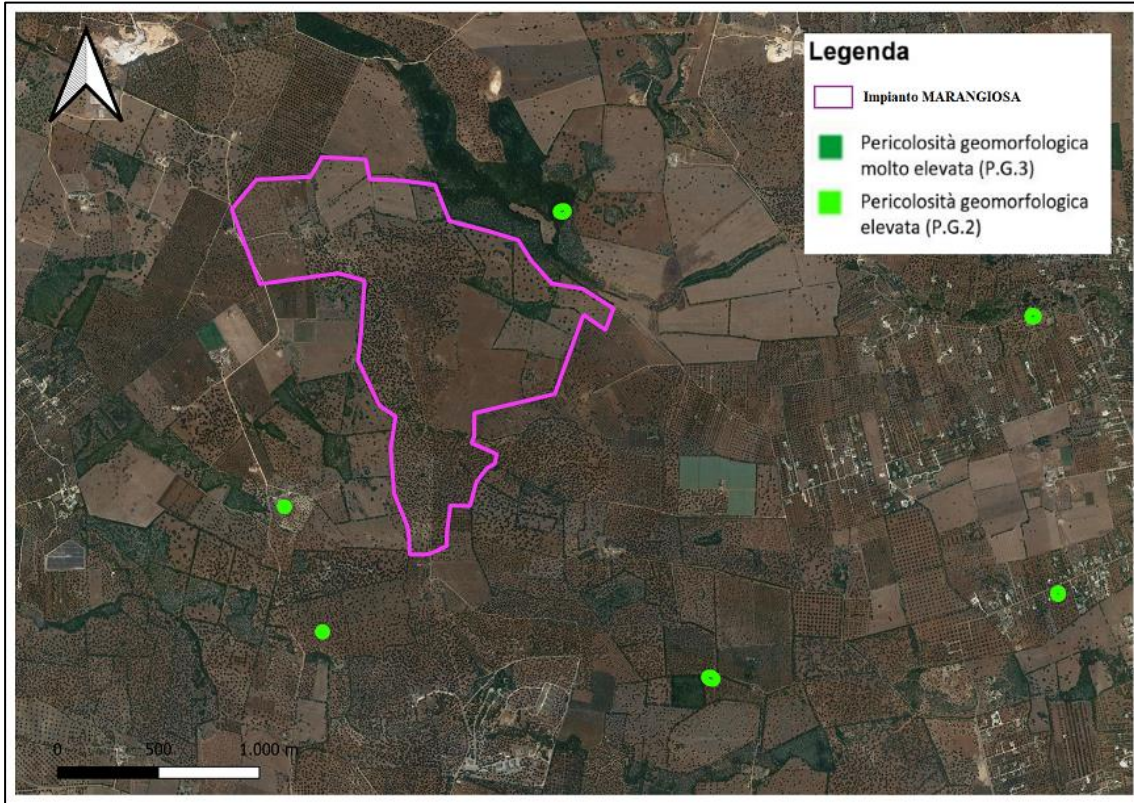 Legenda
Impianto MARANGIOSA
Pericolosità geomorfologica
molto elevata (P.G.3)
Pericolosità geomorfologica
elevata (P.G.2)
0 500 1.000 m